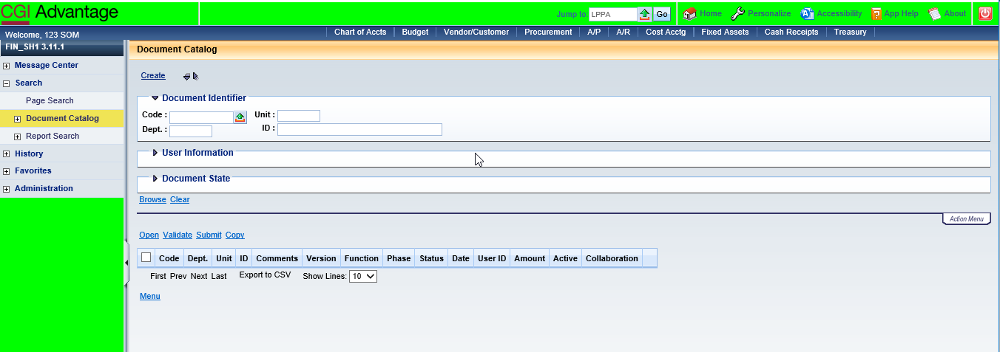 CGI Advantage
Jump to: LPPA Go Home Personalize Accessibility App Help About
Welcome, 123 SOM
Chart of Accts Budget Vendor/Customer Procurement A/P A/R Cost Acctg Fixed Assets Cash Receipts Treasury
FIN_SH1 3.11.1
Document Catalog
Message Center
Search
Page Search
Document Catalog
Report Search
History
Favorites
Administration
Create
Document Identifier
Code : Unit :
Dept. : ID :
User Information
Document State
Browse Clear
Action Menu
Open Validate Submit Copy
Code Dept. Unit ID Comments Version Function Phase Status Date User ID Amount Active Collaboration
First Prev Next Last Export to CSV Show Lines: 10
Menu